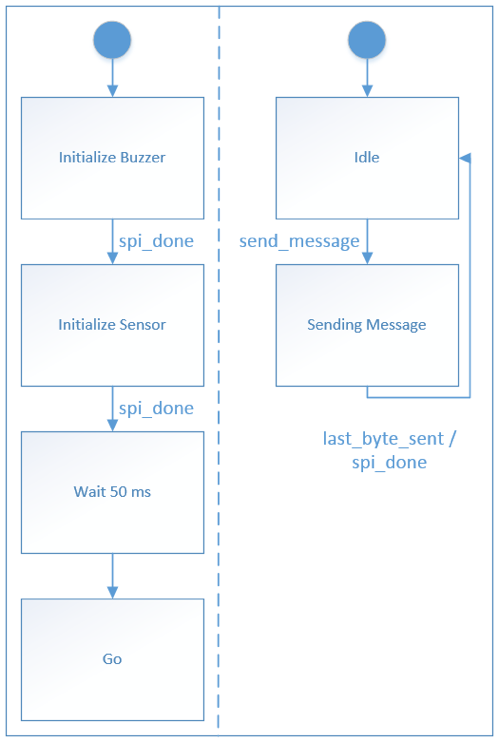 Initialize Buzzer
spi_done
Initialize Sensor
spi_done
Wait 50 ms
Go
Idle
send_message
Sending Message
last_byte_sent /
spi_done